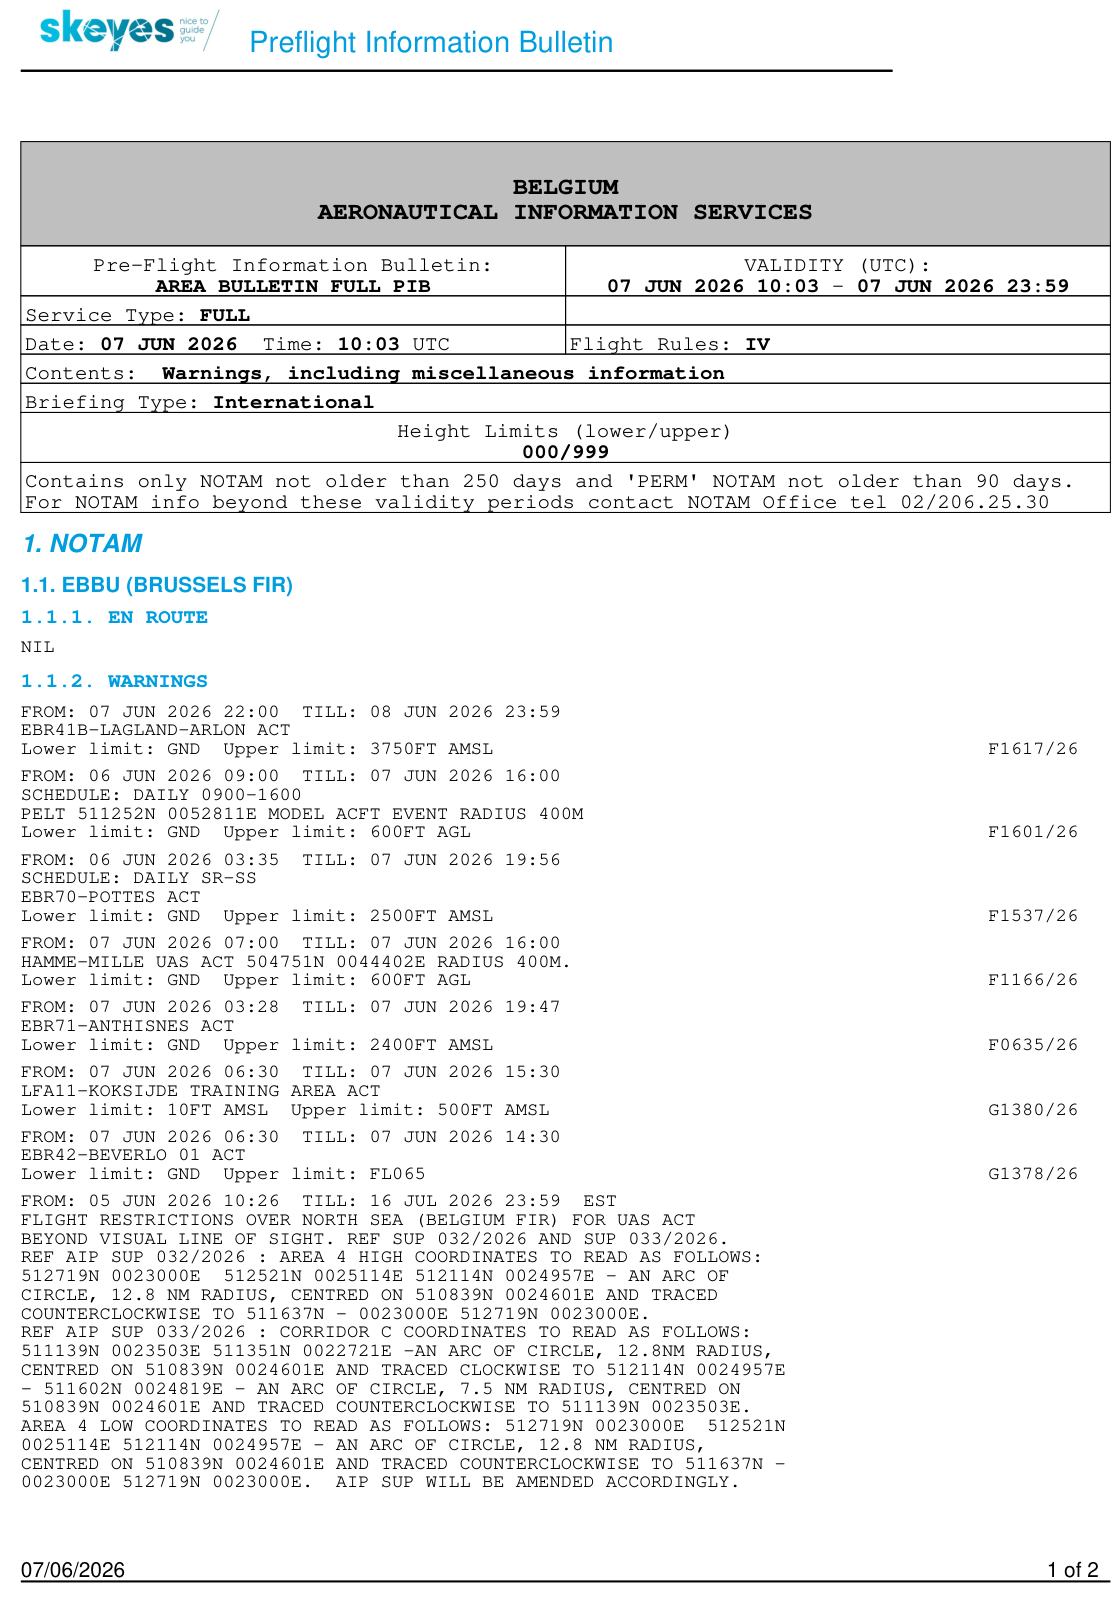 skeyes nice to guide you
Preflight Information Bulletin
BELGIUM
AERONAUTICAL INFORMATION SERVICES
Pre-Flight Information Bulletin:
AREA BULLETIN FULL PIB
VALIDITY (UTC):
07 JUN 2026 10:03 - 07 JUN 2026 23:59
Service Type: FULL
Date: 07 JUN 2026 Time: 10:03 UTC
Flight Rules: IV
Contents: Warnings, including miscellaneous information
Briefing Type: International
Height Limits (lower/upper)
000/999
Contains only NOTAM not older than 250 days and 'PERM' NOTAM not older than 90 days.
For NOTAM info beyond these validity periods contact NOTAM Office tel 02/206.25.30
1. NOTAM
1.1. EBBU (BRUSSELS FIR)
1.1.1. EN ROUTE
NIL
1.1.2. WARNINGS
FROM: 07 JUN 2026 22:00 TILL: 08 JUN 2026 23:59
EBR41B-LAGLAND-ARLON ACT
Lower limit: GND Upper limit: 3750FT AMSL F1617/26
FROM: 06 JUN 2026 09:00 TILL: 07 JUN 2026 16:00
SCHEDULE: DAILY 0900-1600
PELT 511252N 0052811E MODEL ACFT EVENT RADIUS 400M
Lower limit: GND Upper limit: 600FT AGL F1601/26
FROM: 06 JUN 2026 03:35 TILL: 07 JUN 2026 19:56
SCHEDULE: DAILY SR-SS
EBR70-POTTES ACT
Lower limit: GND Upper limit: 2500FT AMSL F1537/26
FROM: 07 JUN 2026 07:00 TILL: 07 JUN 2026 16:00
HAMME-MILLE UAS ACT 504751N 0044402E RADIUS 400M.
Lower limit: GND Upper limit: 600FT AGL F1166/26
FROM: 07 JUN 2026 03:28 TILL: 07 JUN 2026 19:47
EBR71-ANTHISNES ACT
Lower limit: GND Upper limit: 2400FT AMSL F0635/26
FROM: 07 JUN 2026 06:30 TILL: 07 JUN 2026 15:30
LFA11-KOKSIJDE TRAINING AREA ACT
Lower limit: 10FT AMSL Upper limit: 500FT AMSL G1380/26
FROM: 07 JUN 2026 06:30 TILL: 07 JUN 2026 14:30
EBR42-BEVERLO 01 ACT
Lower limit: GND Upper limit: FL065 G1378/26
FROM: 05 JUN 2026 10:26 TILL: 16 JUL 2026 23:59 EST
FLIGHT RESTRICTIONS OVER NORTH SEA (BELGIUM FIR) FOR UAS ACT
BEYOND VISUAL LINE OF SIGHT. REF SUP 032/2026 AND SUP 033/2026.
REF AIP SUP 032/2026 : AREA 4 HIGH COORDINATES TO READ AS FOLLOWS:
512719N 0023000E 512521N 0025114E 512114N 0024957E - AN ARC OF
CIRCLE, 12.8 NM RADIUS, CENTRED ON 510839N 0024601E AND TRACED
COUNTERCLOCKWISE TO 511637N - 0023000E 512719N 0023000E.
REF AIP SUP 033/2026 : CORRIDOR C COORDINATES TO READ AS FOLLOWS:
511139N 0023503E 511351N 0022721E -AN ARC OF CIRCLE, 12.8NM RADIUS,
CENTRED ON 510839N 0024601E AND TRACED CLOCKWISE TO 512114N 0024957E
- 511602N 0024819E - AN ARC OF CIRCLE, 7.5 NM RADIUS, CENTRED ON
510839N 0024601E AND TRACED COUNTERCLOCKWISE TO 511139N 0023503E.
AREA 4 LOW COORDINATES TO READ AS FOLLOWS: 512719N 0023000E 512521N
0025114E 512114N 0024957E - AN ARC OF CIRCLE, 12.8 NM RADIUS,
CENTRED ON 510839N 0024601E AND TRACED COUNTERCLOCKWISE TO 511637N -
0023000E 512719N 0023000E. AIP SUP WILL BE AMENDED ACCORDINGLY.
07/06/2026 1 of 2